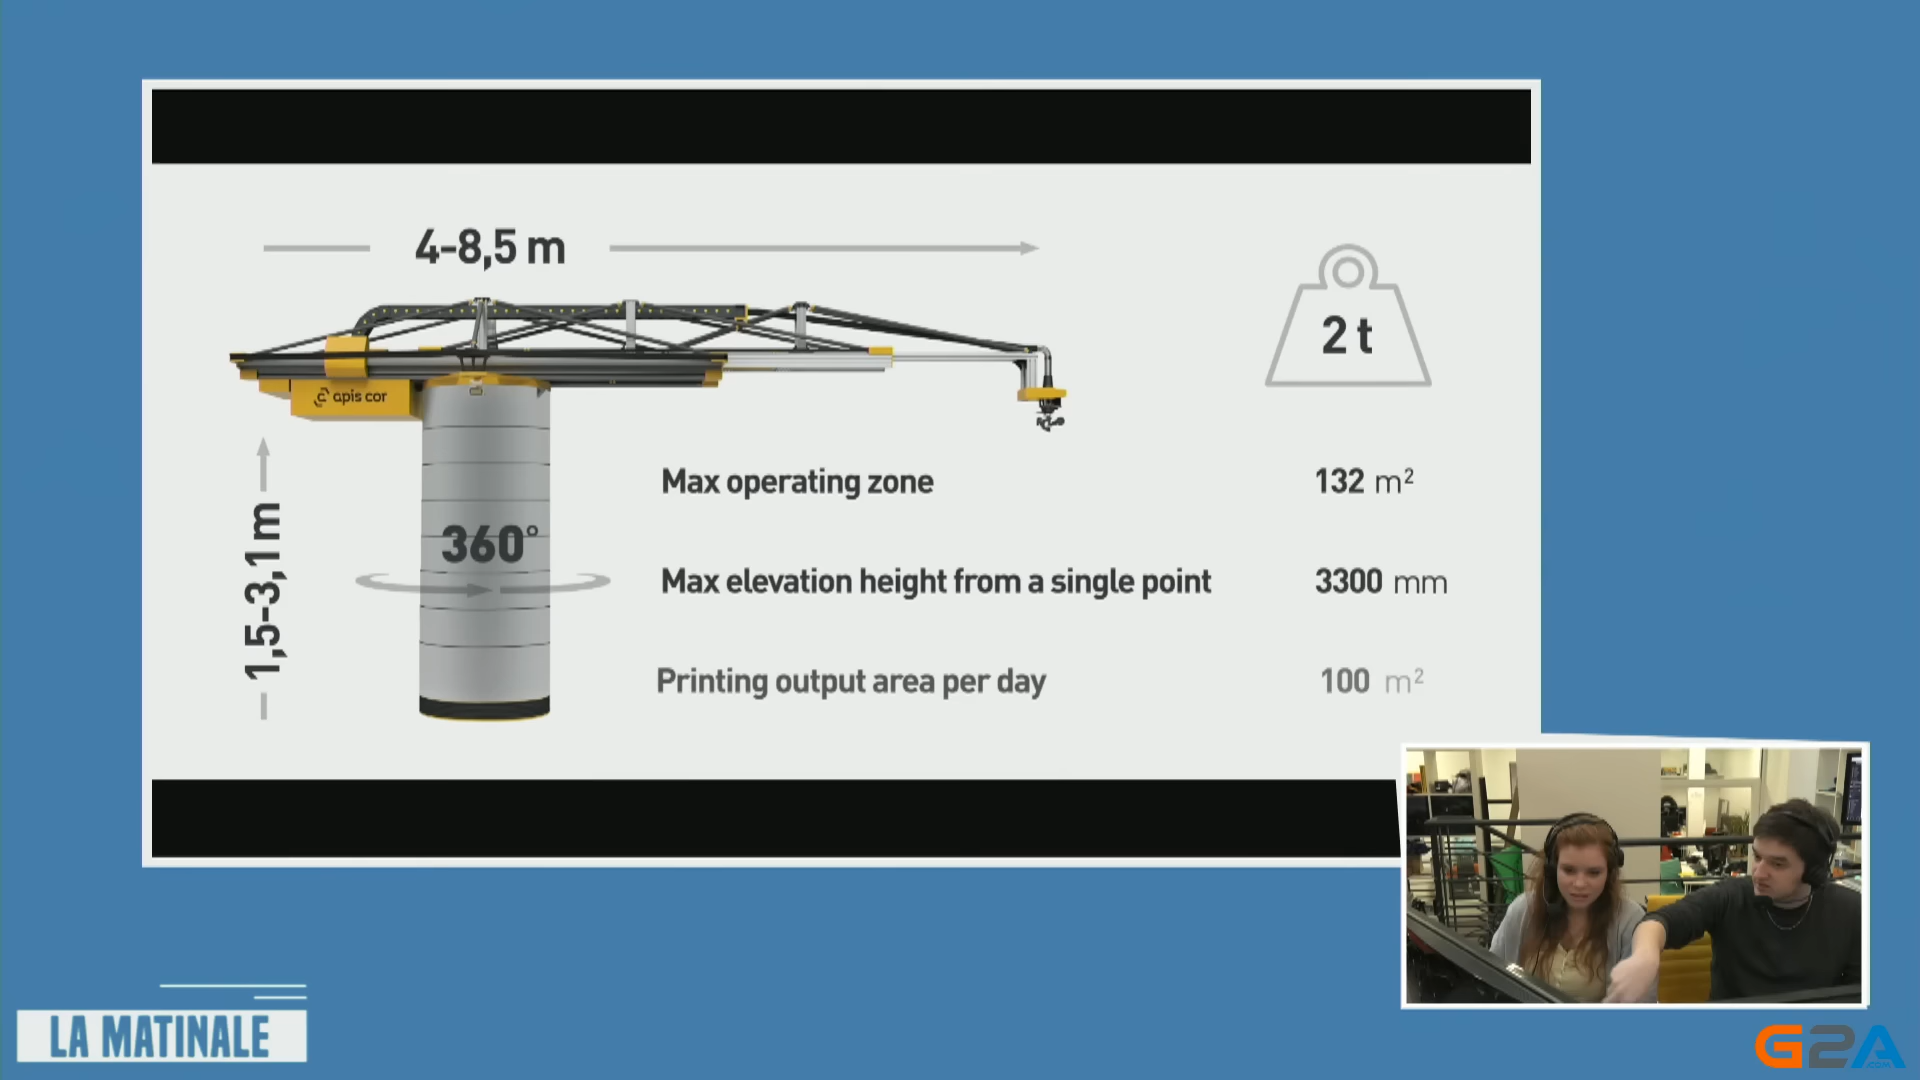 4-8,5 m
2 t
apis cor
1,5-3,1 m
360°
Max operating zone 132 m²
Max elevation height from a single point 3300 mm
Printing output area per day 100 m²
LA MATINALE
G2A
.COM